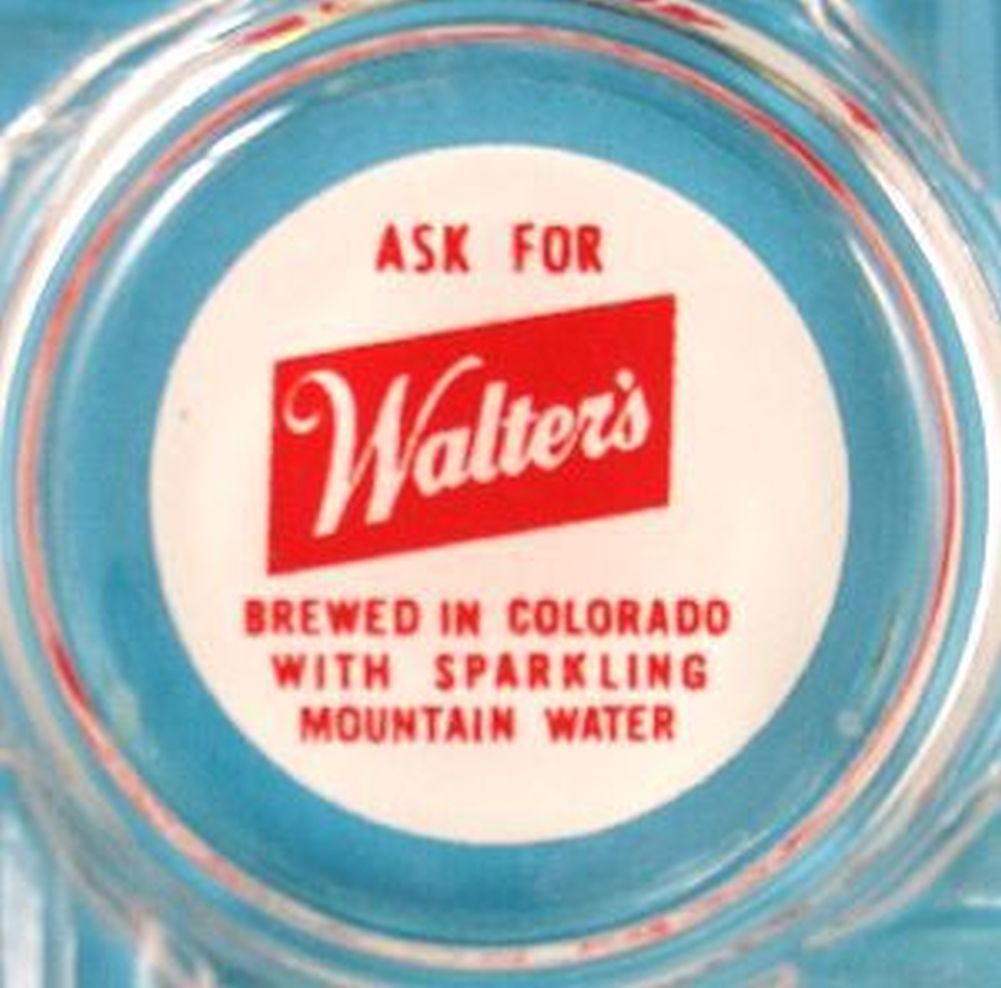 ASK FOR
Walter's
BREWED IN COLORADO
WITH SPARKLING
MOUNTAIN WATER